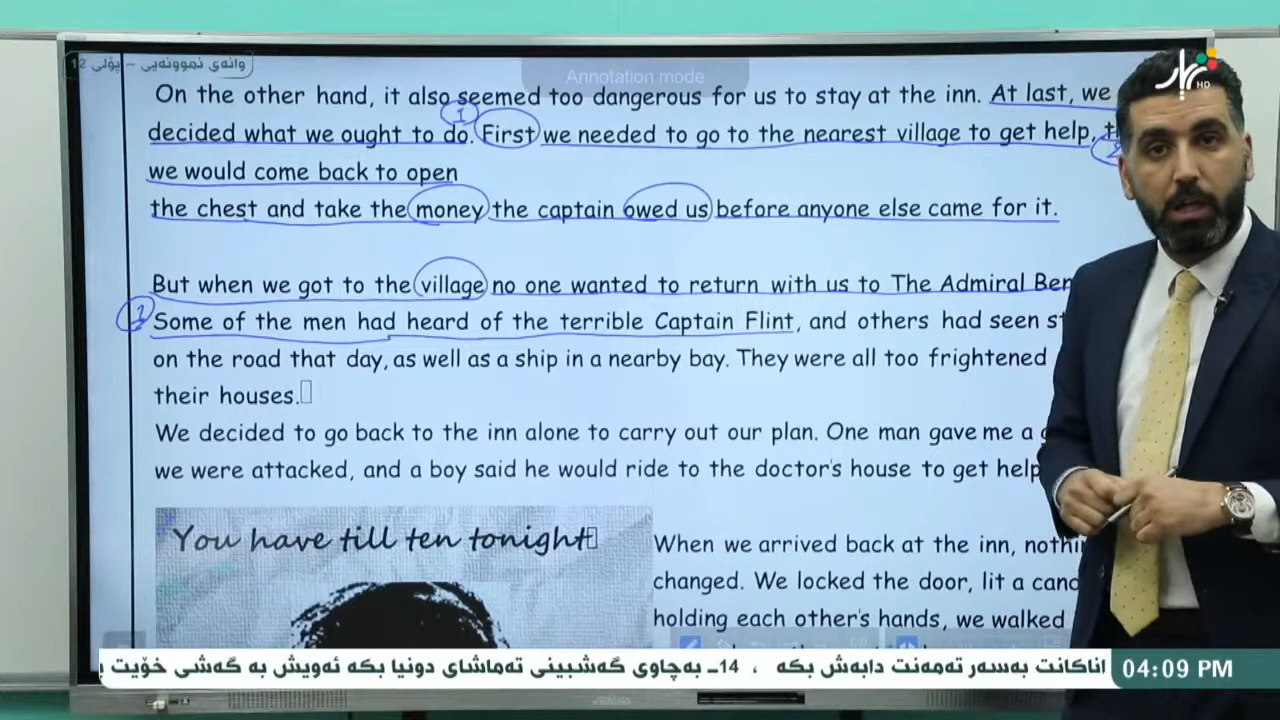 وانەی نموونەیی – پۆلی 12
Annotation mode
HD
On the other hand, it also seemed too dangerous for us to stay at the inn. At last, we
1
decided what we ought to do. First we needed to go to the nearest village to get help,
2
we would come back to open
the chest and take the money the captain owed us before anyone else came for it.
But when we got to the village no one wanted to return with us to The Admiral Ben
Some of the men had heard of the terrible Captain Flint, and others had seen
on the road that day, as well as a ship in a nearby bay. They were all too frightened
their houses.
We decided to go back to the inn alone to carry out our plan. One man gave me a
we were attacked, and a boy said he would ride to the doctor's house to get help
You have till ten tonight
When we arrived back at the inn,
changed. We locked the door, lit a
holding each other's hands, we walked
اناکانت بەسەر تەمەنت دابەش بکە ، 14ـ بەچاوی گەشبینی تەماشای دونیا بکە ئەویش بە گەشی خۆیت
04:09 PM